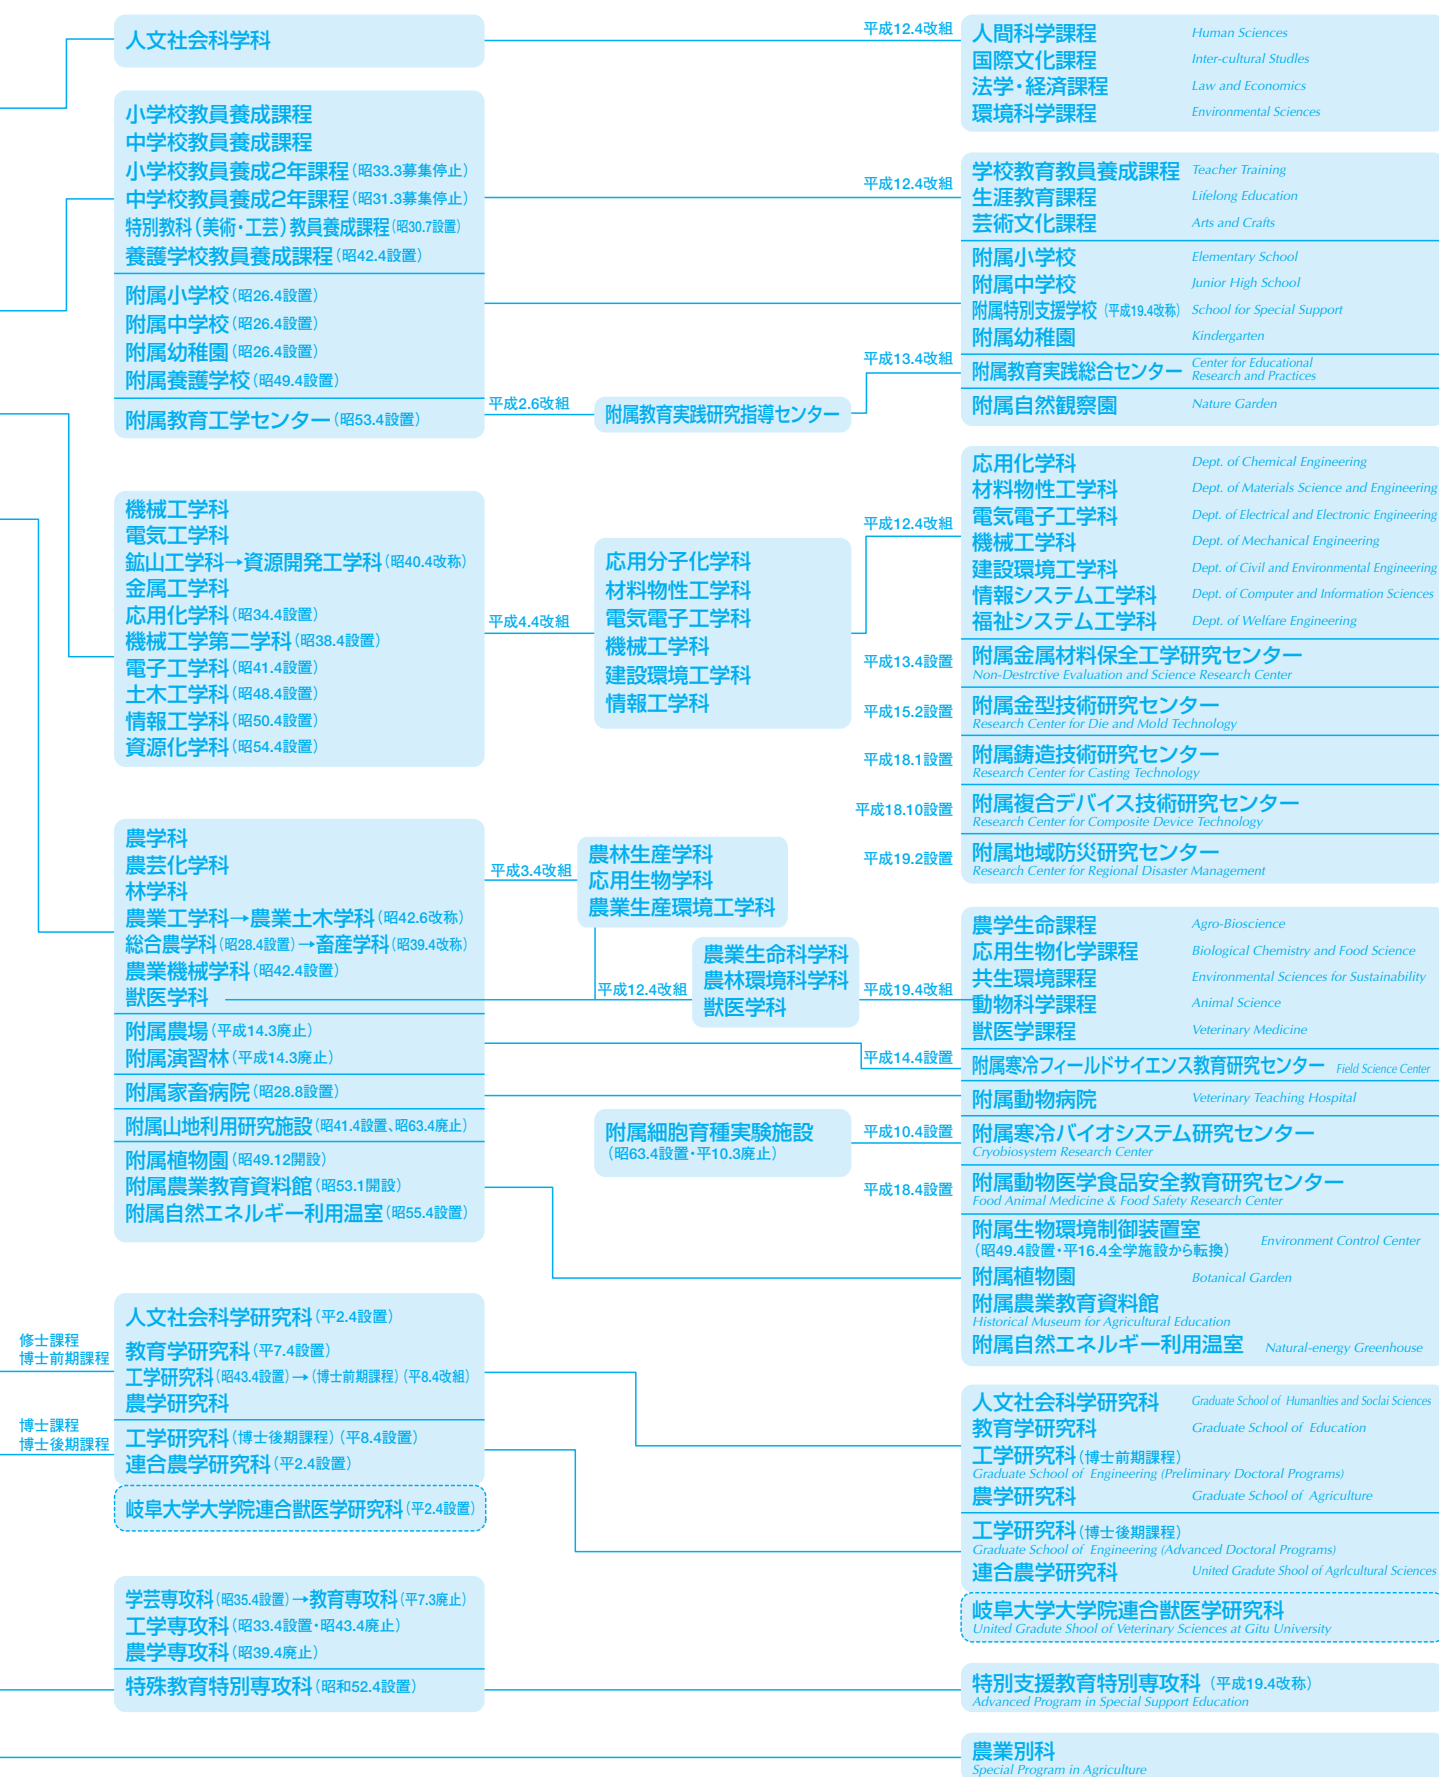 人文社会科学科
平成12.4改組
人間科学課程 Human Sciences
国際文化課程 Inter-cultural Studles
法学・経済課程 Law and Economics
環境科学課程 Environmental Sciences
小学校教員養成課程
中学校教員養成課程
小学校教員養成2年課程(昭33.3募集停止)
中学校教員養成2年課程(昭31.3募集停止)
特別教科(美術・工芸)教員養成課程(昭30.7設置)
養護学校教員養成課程(昭42.4設置)
附属小学校(昭26.4設置)
附属中学校(昭26.4設置)
附属幼稚園(昭26.4設置)
附属養護学校(昭49.4設置)
附属教育工学センター(昭53.4設置)
平成2.6改組
附属教育実践研究指導センター
平成12.4改組
平成13.4改組
学校教育教員養成課程 Teacher Training
生涯教育課程 Lifelong Education
芸術文化課程 Arts and Crafts
附属小学校 Elementary School
附属中学校 Junior High School
附属特別支援学校(平成19.4改称) School for Special Support
附属幼稚園 Kindergarten
附属教育実践総合センター Center for Educational
Research and Practices
附属自然観察園 Nature Garden
機械工学科
電気工学科
鉱山工学科→資源開発工学科(昭40.4改称)
金属工学科
応用化学科(昭34.4設置)
機械工学第二学科(昭38.4設置)
電子工学科(昭41.4設置)
土木工学科(昭48.4設置)
情報工学科(昭50.4設置)
資源化学科(昭54.4設置)
平成4.4改組
応用分子化学科
材料物性工学科
電気電子工学科
機械工学科
建設環境工学科
情報工学科
平成12.4改組
応用化学科 Dept. of Chemical Engineering
材料物性工学科 Dept. of Materials Science and Engineering
電気電子工学科 Dept. of Electrical and Electronic Engineering
機械工学科 Dept. of Mechanical Engineering
建設環境工学科 Dept. of Civil and Environmental Engineering
情報システム工学科 Dept. of Computer and Information Sciences
福祉システム工学科 Dept. of Welfare Engineering
平成13.4設置 附属金属材料保全工学研究センター
Non-Destrctive Evaluation and Science Research Center
平成15.2設置 附属金型技術研究センター
Research Center for Die and Mold Technology
平成18.1設置 附属鋳造技術研究センター
Research Center for Casting Technology
平成18.10設置 附属複合デバイス技術研究センター
Research Center for Composite Device Technology
平成19.2設置 附属地域防災研究センター
Research Center for Regional Disaster Management
農学科
農芸化学科
林学科
農業工学科→農業土木学科(昭42.6改称)
総合農学科(昭28.4設置)→畜産学科(昭39.4改称)
農業機械学科(昭42.4設置)
獣医学科
附属農場(平成14.3廃止)
附属演習林(平成14.3廃止)
附属家畜病院(昭28.8設置)
附属山地利用研究施設(昭41.4設置、昭63.4廃止)
附属植物園(昭49.12開設)
附属農業教育資料館(昭53.1開設)
附属自然エネルギー利用温室(昭55.4設置)
平成3.4改組
農林生産学科
応用生物学科
農業生産環境工学科
平成12.4改組
農業生命科学科
農林環境科学科
獣医学科
平成19.4改組
附属細胞育種実験施設
(昭63.4設置・平10.3廃止)
農学生命課程 Agro-Bioscience
応用生物化学課程 Biological Chemistry and Food Science
共生環境課程 Environmental Sciences for Sustainability
動物科学課程 Animal Science
獣医学課程 Veterinary Medicine
平成14.4設置 附属寒冷フィールドサイエンス教育研究センター Field Science Center
附属動物病院 Veterinary Teaching Hospital
平成10.4設置 附属寒冷バイオシステム研究センター
Cryobiosystem Research Center
平成18.4設置 附属動物医学食品安全教育研究センター
Food Animal Medicine & Food Safety Research Center
附属生物環境制御装置室
(昭49.4設置・平16.4全学施設から転換) Environment Control Center
附属植物園 Botanical Garden
附属農業教育資料館
Historical Museum for Agricultural Education
附属自然エネルギー利用温室 Natural-energy Greenhouse
修士課程
博士前期課程
人文社会科学研究科(平2.4設置)
教育学研究科(平7.4設置)
工学研究科(昭43.4設置)→(博士前期課程)(平8.4改組)
農学研究科
博士課程
博士後期課程
工学研究科(博士後期課程)(平8.4設置)
連合農学研究科(平2.4設置)
岐阜大学大学院連合獣医学研究科(平2.4設置)
人文社会科学研究科 Graduate School of Humanlties and Soclai Sciences
教育学研究科 Graduate School of Education
工学研究科(博士前期課程)
Graduate School of Engineering (Preliminary Doctoral Programs)
農学研究科 Graduate School of Agriculture
工学研究科(博士後期課程)
Graduate School of Engineering (Advanced Doctoral Programs)
連合農学研究科 United Gradute Shool of Agrlcultural Sciences
岐阜大学大学院連合獣医学研究科
United Gradute Shool of Veterinary Sciences at Gitu University
学芸専攻科(昭35.4設置)→教育専攻科(平7.3廃止)
工学専攻科(昭33.4設置・昭43.4廃止)
農学専攻科(昭39.4廃止)
特殊教育特別専攻科(昭和52.4設置)
特別支援教育特別専攻科(平成19.4改称)
Advanced Program in Special Support Education
農業別科
Special Program in Agriculture